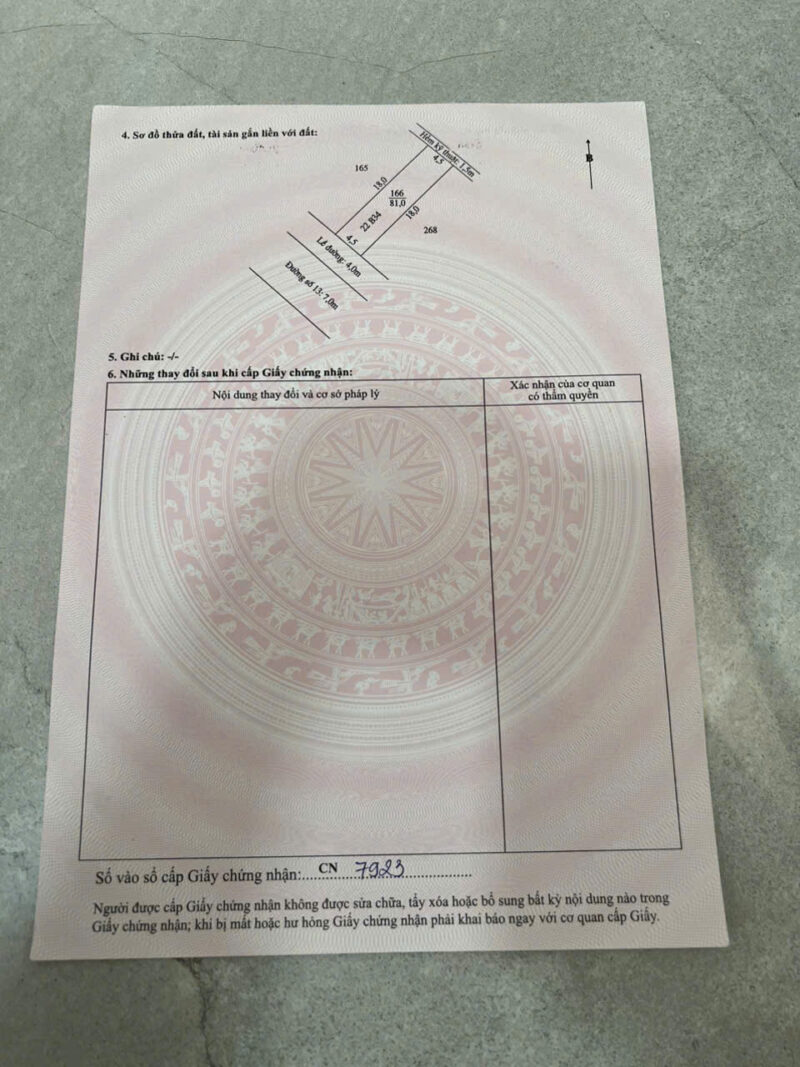 4. Sơ đồ thửa đất, tài sản gắn liền với đất:
Hẻm kỹ thuật: 1,5m
4,5
B
165
18,0
166
81,0
22 B34
18,0
268
4,5
Lề đường: 4,0m
Đường số 13: 7,0m
5. Ghi chú: -/-
6. Những thay đổi sau khi cấp Giấy chứng nhận:
Nội dung thay đổi và cơ sở pháp lý
Xác nhận của cơ quan
có thẩm quyền
Số vào sổ cấp Giấy chứng nhận:....CN 7923..................
Người được cấp Giấy chứng nhận không được sửa chữa, tẩy xóa hoặc bổ sung bất kỳ nội dung nào trong
Giấy chứng nhận; khi bị mất hoặc hư hỏng Giấy chứng nhận phải khai báo ngay với cơ quan cấp Giấy.